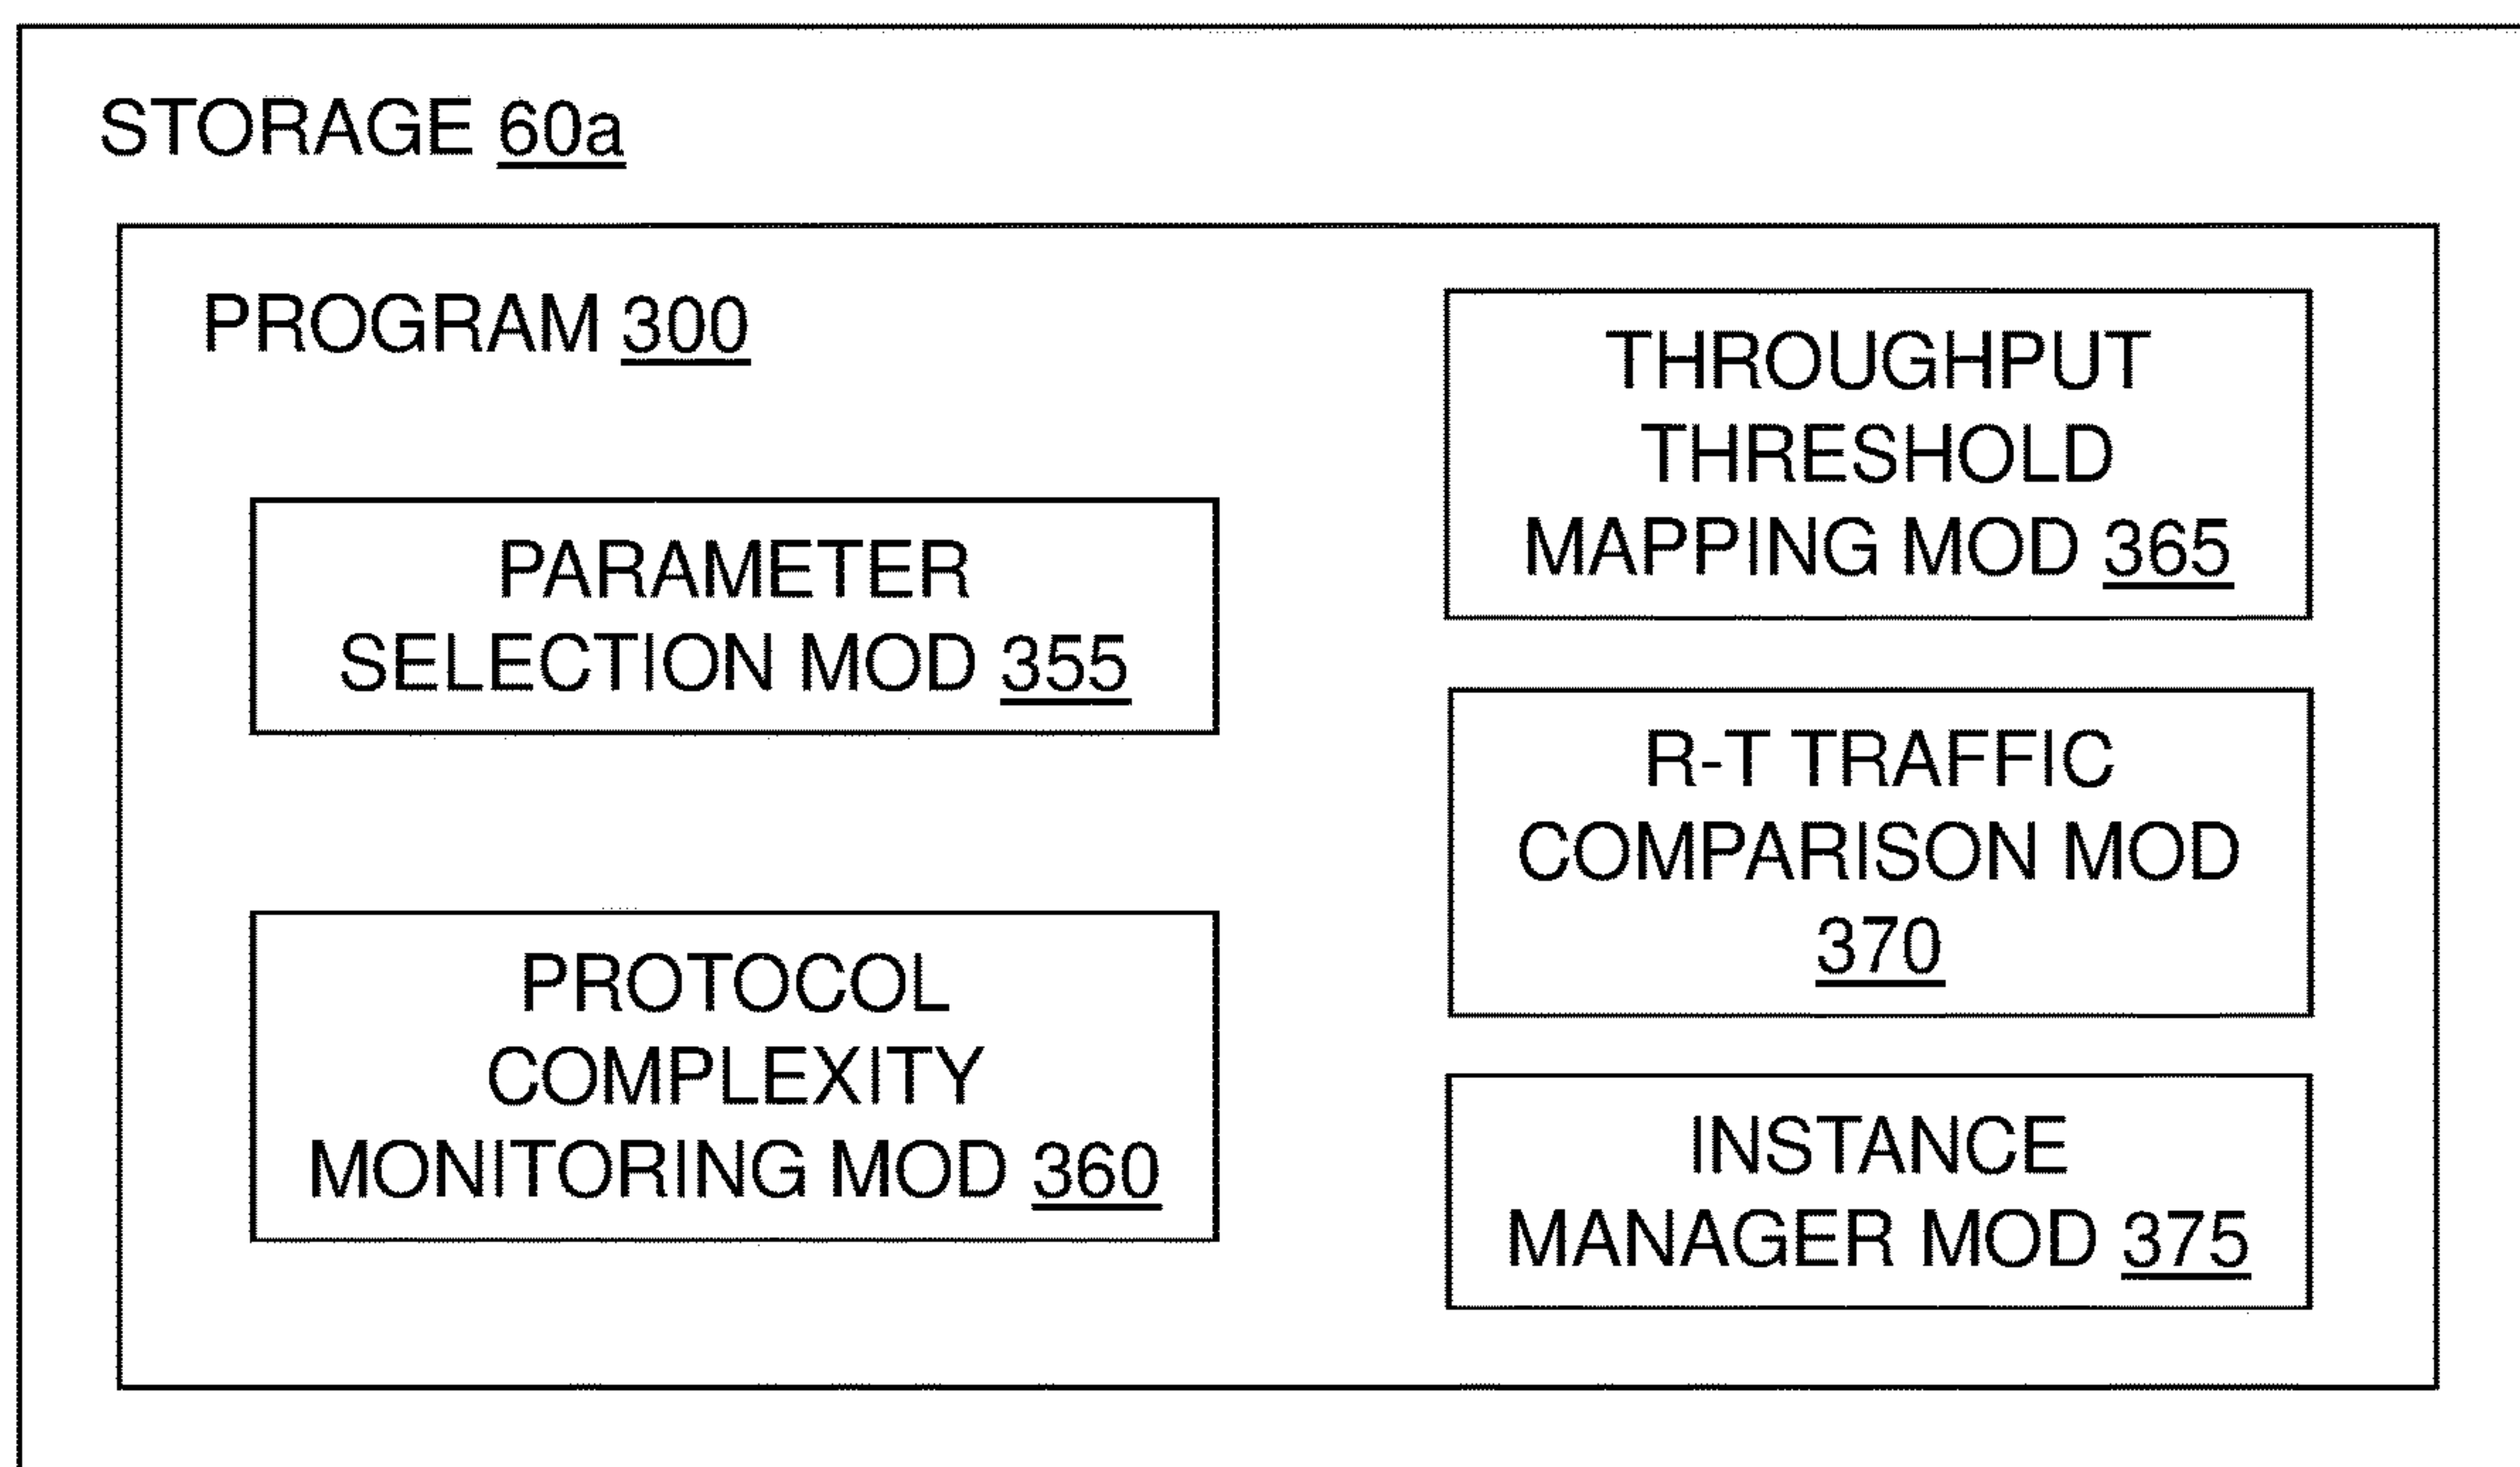 STORAGE 60a
PROGRAM 300
PARAMETER
SELECTION MOD 355
PROTOCOL
COMPLEXITY
MONITORING MOD 360
THROUGHPUT
THRESHOLD
MAPPING MOD 365
R-T TRAFFIC
COMPARISON MOD
370
INSTANCE
MANAGER MOD 375